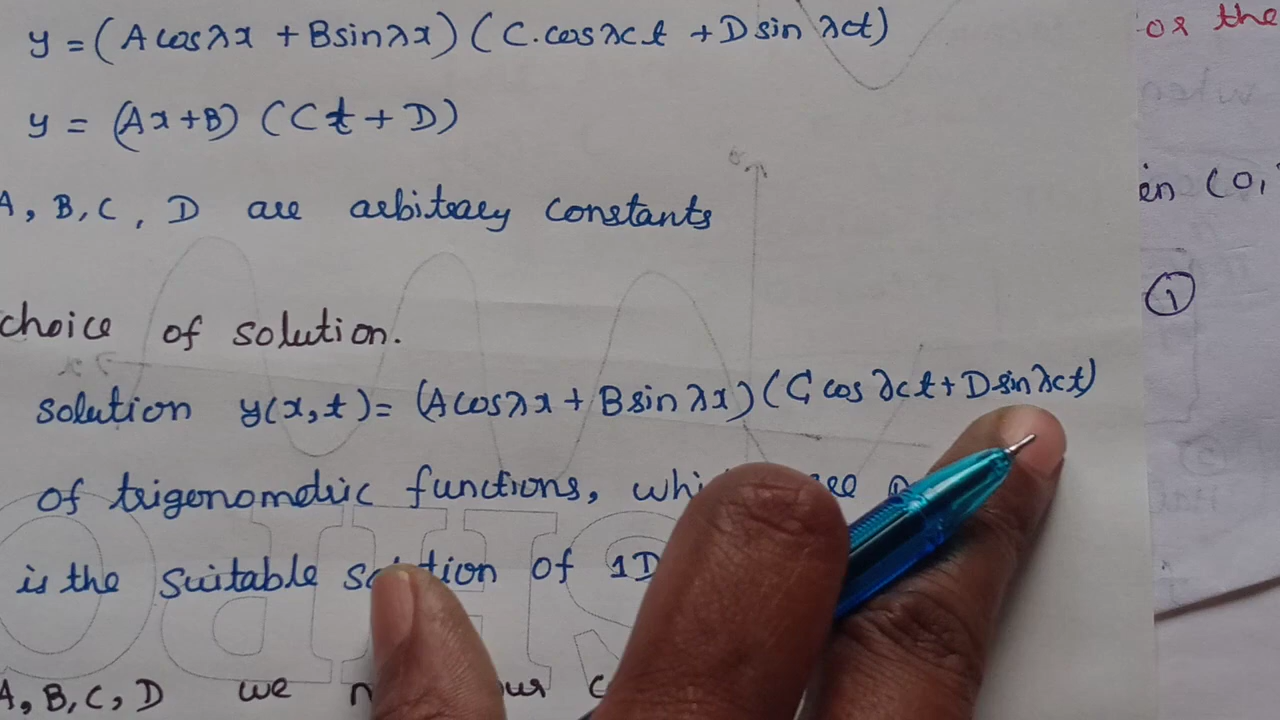 y = (A cos λx + B sin λx) (C. cos λct + D sin λct)
y = (Ax+B) (Ct + D)
A, B, C, D are arbitrary constants
choice of solution.
solution y(x,t) = (A cos λx + B sin λx) (C cos λct + D sin λct)
of trigonometric functions,
is the suitable of 1D
A, B, C, D we
or the
when
en (0,
①